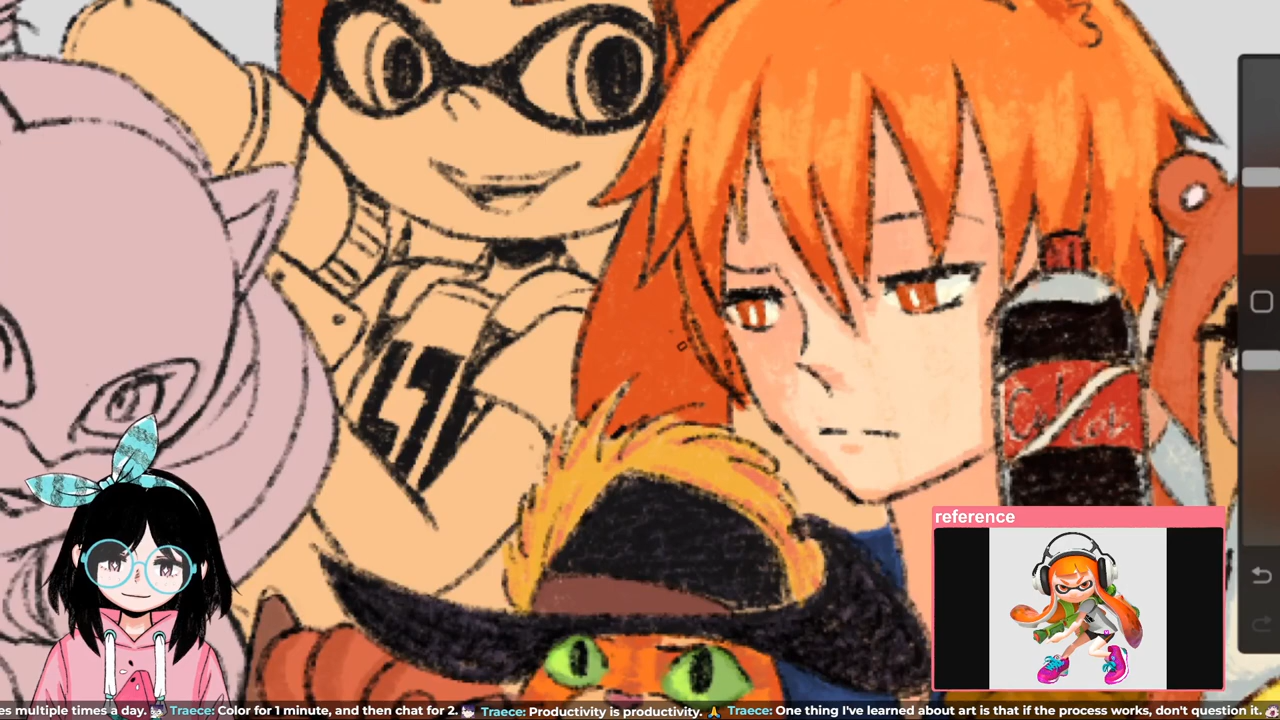 reference
es multiple times a day. Traece: Color for 1 minute, and then chat for 2. Traece: Productivity is productivity. 🙏 Traece: One thing I've learned about art is that if the process works, don't question it.